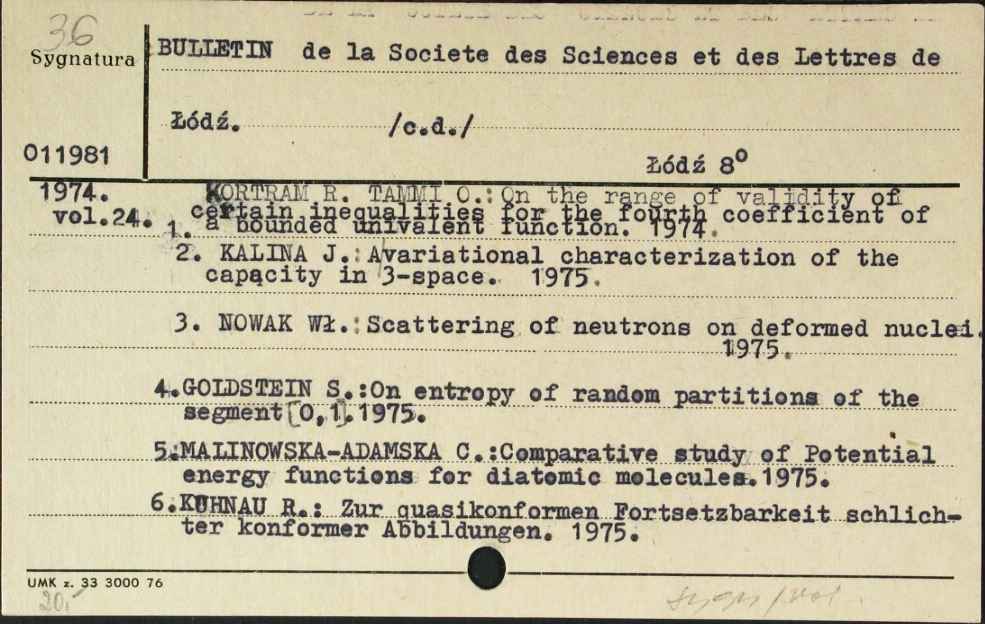 36
Sygnatura
BULLETIN de la Societe des Sciences et des Lettres de
Łódź. /c.d./
011981
Łódź 8°
1974.
vol.24.
KORTRAM R. TAMMI O.: On the range of validity of
certain inequalities for the fourth coefficient of
1. a bounded univalent function. 1974.
2. KALINA J.: Avariational characterization of the
capącity in 3-space. 1975.
3. NOWAK Wł.: Scattering of neutrons on deformed nuclei.
1975.
4.GOLDSTEIN S.:On entropy of random partitions of the
segment [0,1].1975.
5.MALINOWSKA-ADAMSKA C.:Comparative study of Potential
energy functions for diatomic molecules.1975.
6.KUHNAU R.: Zur quasikonformen Fortsetzbarkeit schlich-
ter konformer Abbildungen. 1975.
UMK z. 33 3000 76
20.